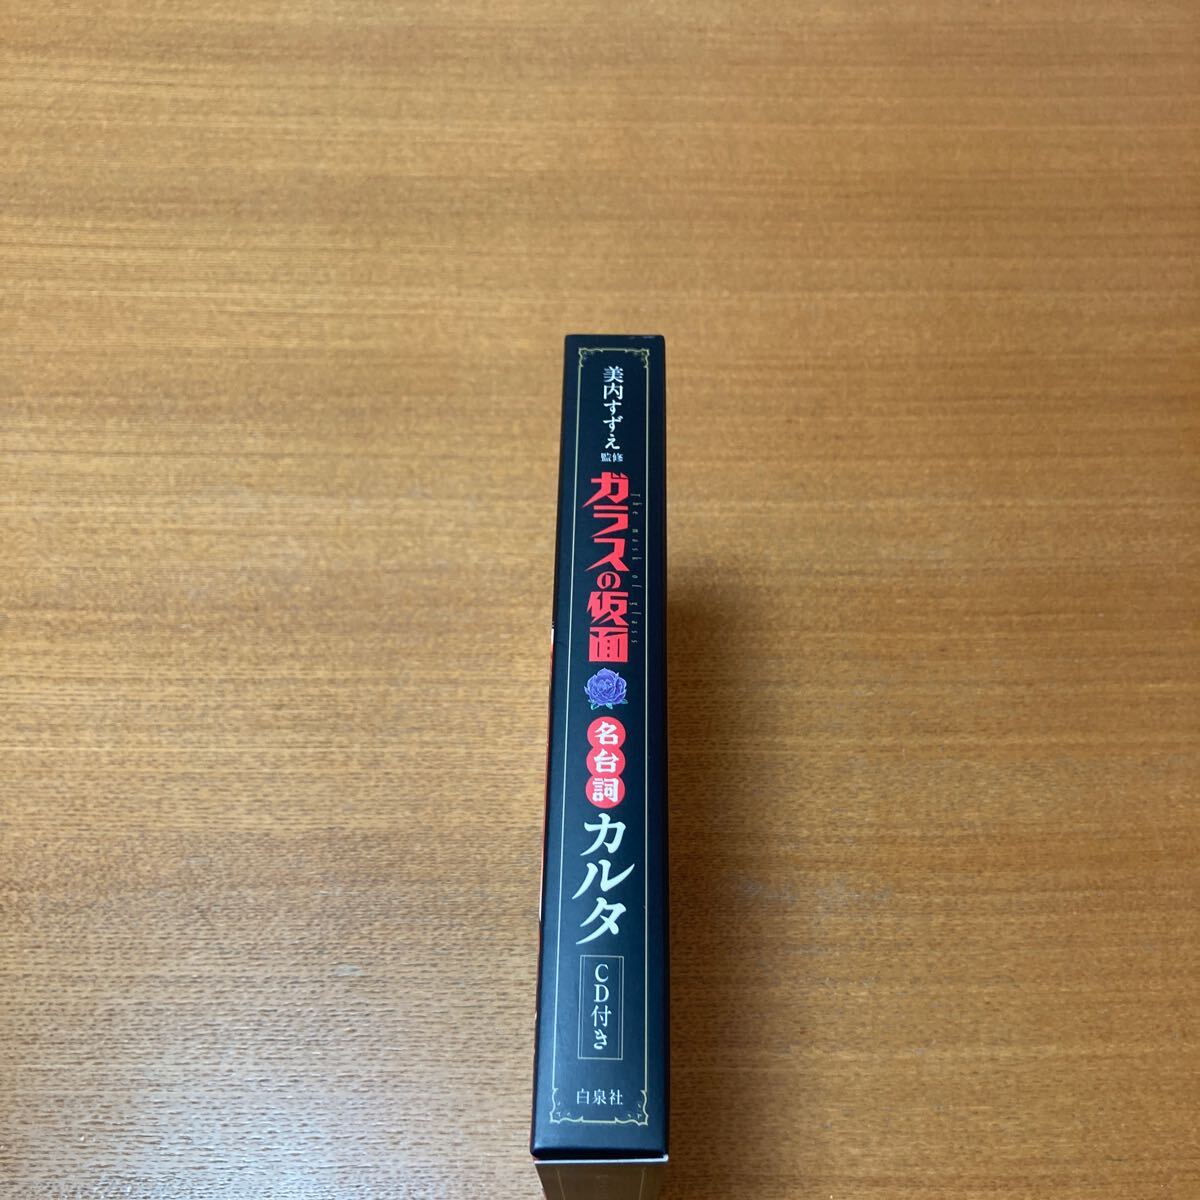 美内すずえ 監修
ガラスの仮面
The mask of glass
名台詞
カルタ
CD付き
白泉社